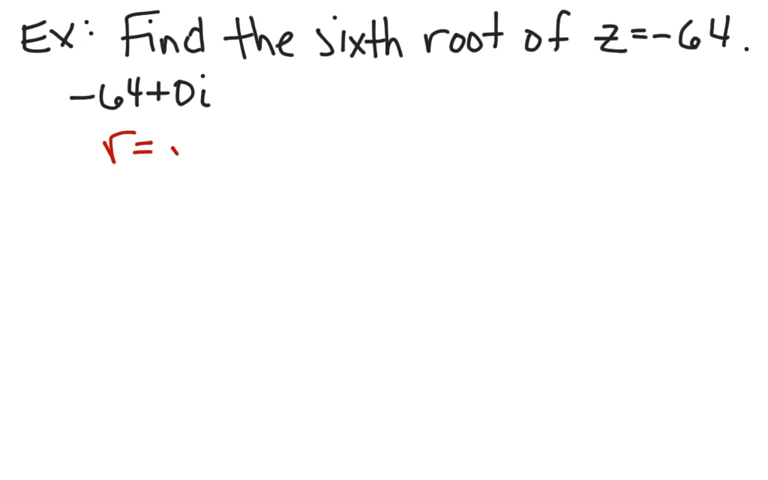 Ex: Find the sixth root of z=-64.
-64+0i
r=